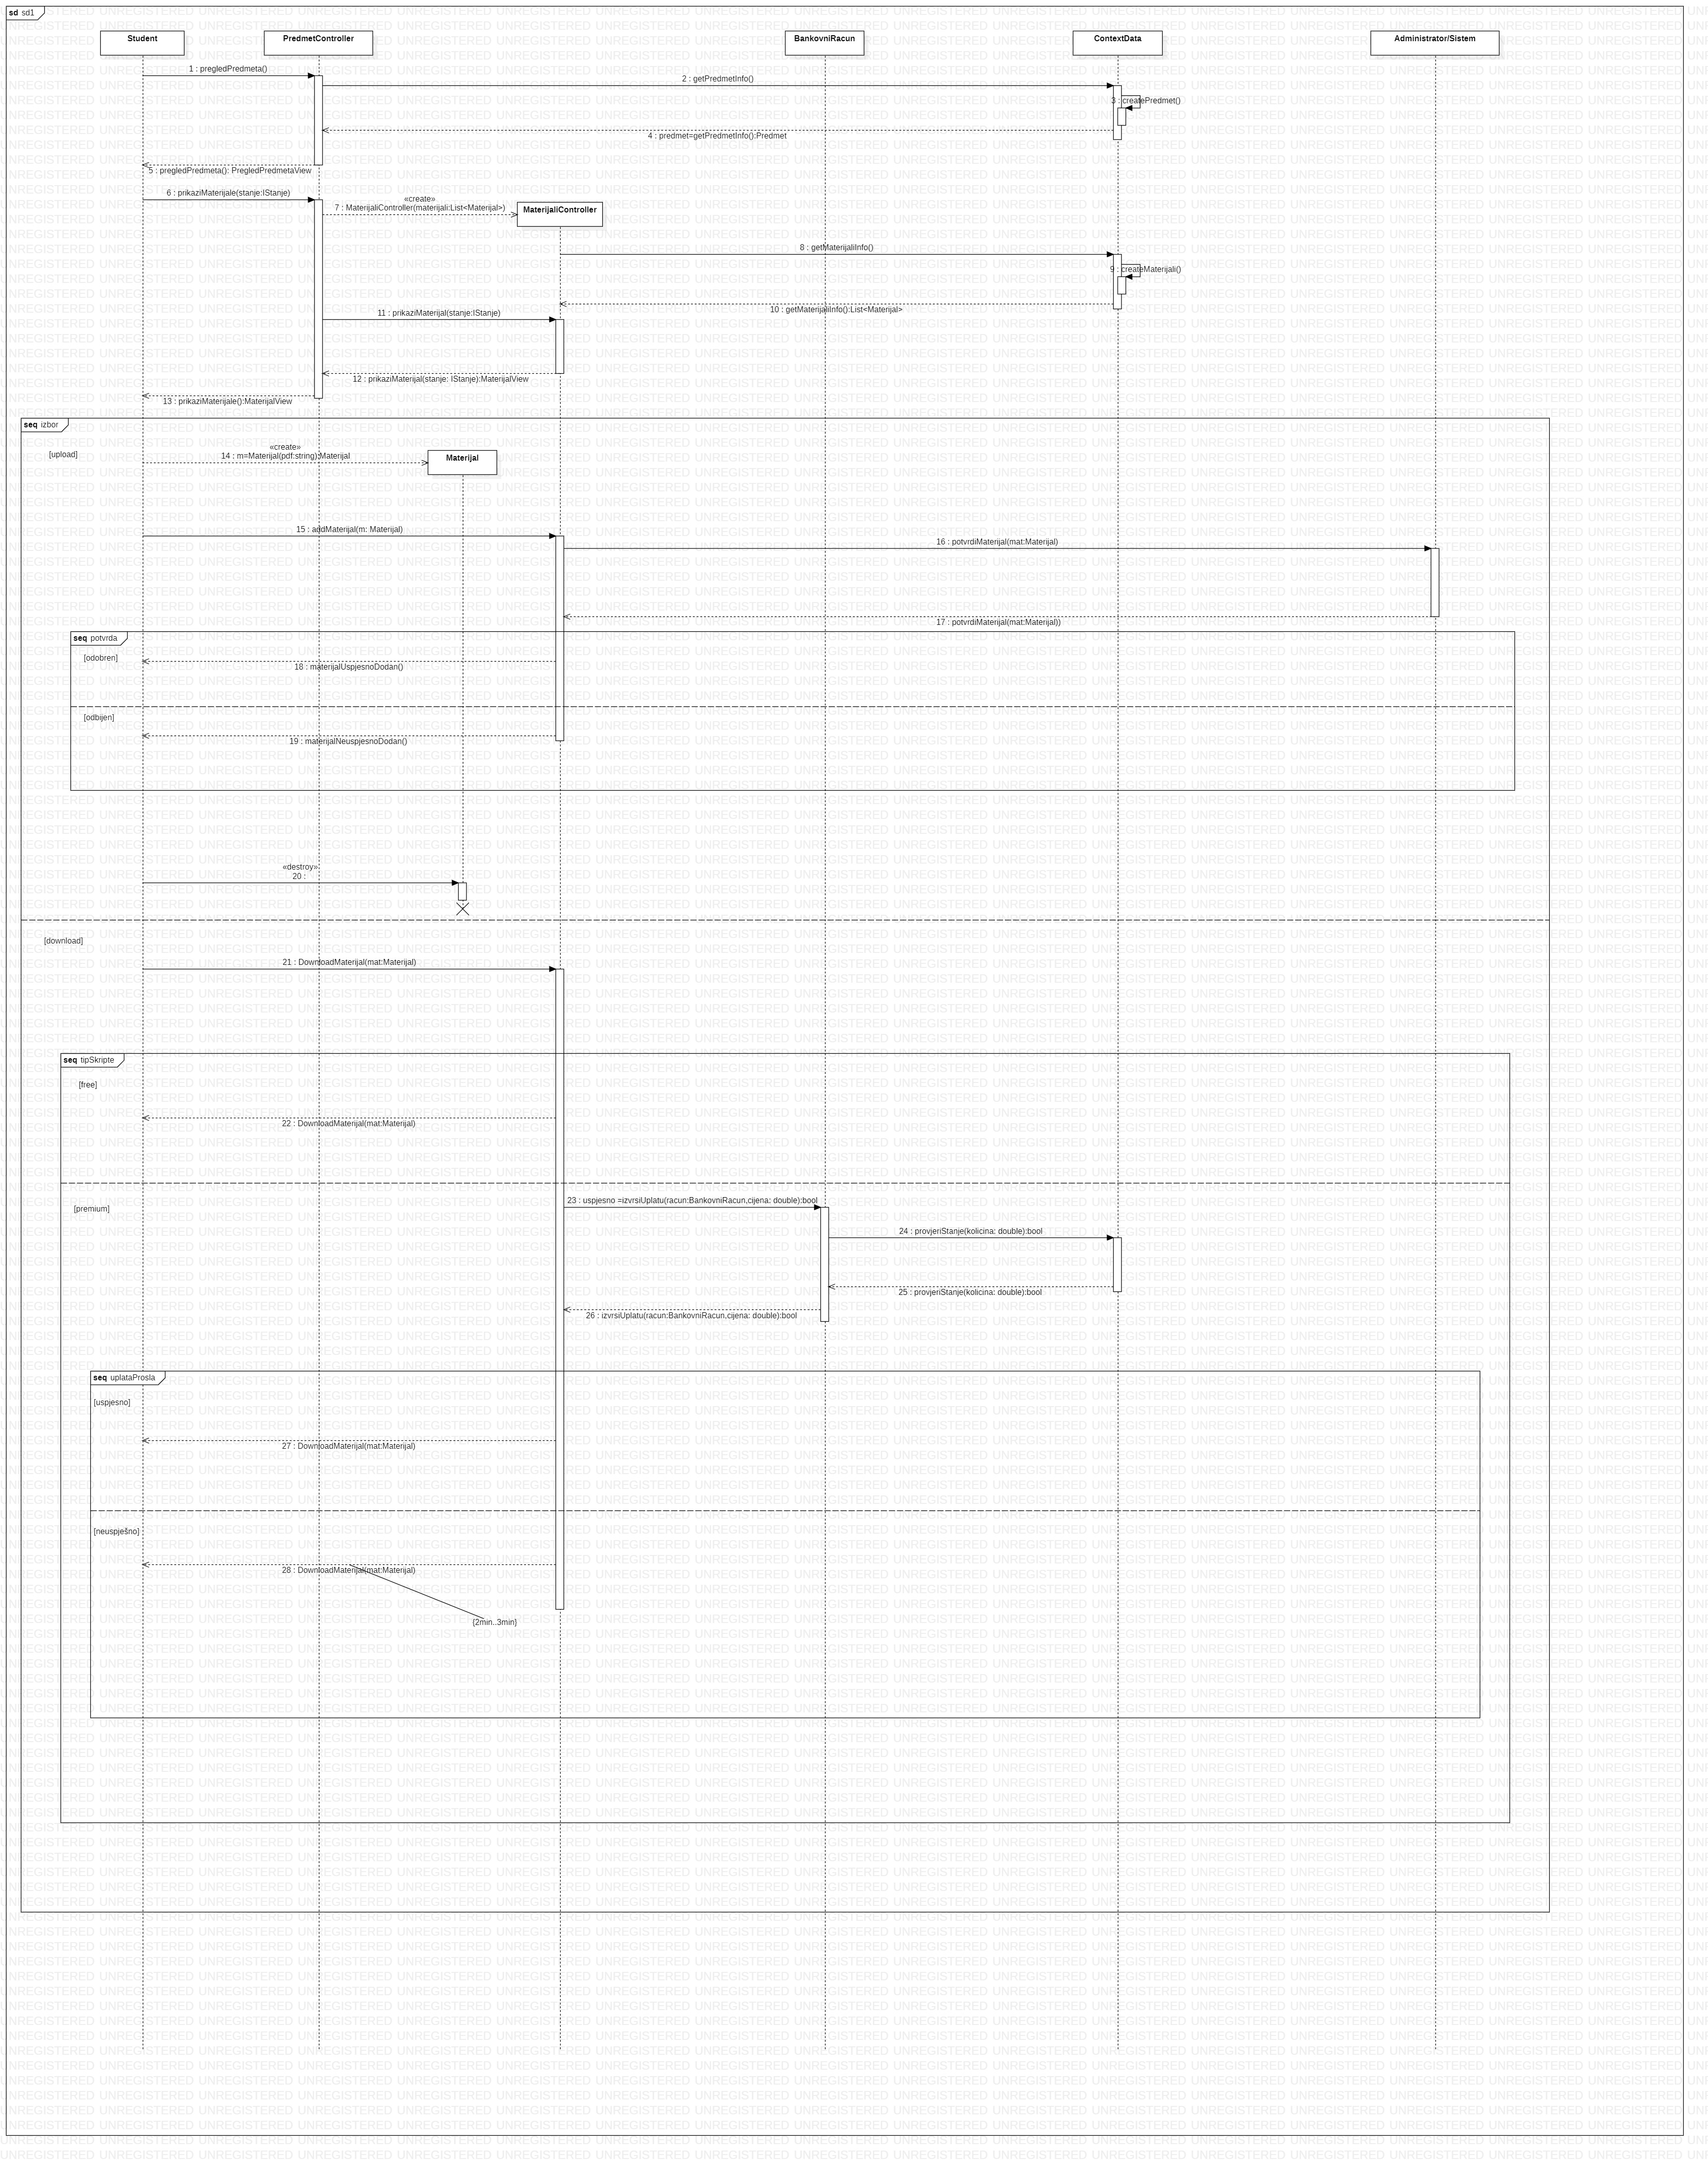 sd sd1
Student
PredmetController
BankovniRacun
ContextData
Administrator/Sistem
1 : pregledPredmeta()
2 : getPredmetInfo()
3 : createPredmet()
4 : predmet=getPredmetInfo():Predmet
5 : pregledPredmeta(): PregledPredmetaView
6 : prikaziMaterijale(stanje:IStanje)
«create»
7 : MaterijaliController(materijali:List<Materijal>)
MaterijaliController
8 : getMaterijaliInfo()
9 : createMaterijali()
10 : getMaterijaliInfo():List<Materijal>
11 : prikaziMaterijal(stanje:IStanje)
12 : prikaziMaterijal(stanje: IStanje):MaterijalView
13 : prikaziMaterijale():MaterijalView
seq izbor
[upload]
«create»
14 : m=Materijal(pdf:string):Materijal
Materijal
15 : addMaterijal(m: Materijal)
16 : potvrdiMaterijal(mat:Materijal)
17 : potvrdiMaterijal(mat:Materijal))
seq potvrda
[odobren]
18 : materijalUspjesnoDodan()
[odbijen]
19 : materijalNeuspjesnoDodan()
«destroy»
20 :
[download]
21 : DownloadMaterijal(mat:Materijal)
seq tipSkripte
[free]
22 : DownloadMaterijal(mat:Materijal)
[premium]
23 : uspjesno =izvrsiUplatu(racun:BankovniRacun,cijena: double):bool
24 : provjeriStanje(kolicina: double):bool
25 : provjeriStanje(kolicina: double):bool
26 : izvrsiUplatu(racun:BankovniRacun,cijena: double):bool
seq uplataProsla
[uspjesno]
27 : DownloadMaterijal(mat:Materijal)
[neuspješno]
28 : DownloadMaterijal(mat:Materijal)
{2min..3min}
UNREGISTERED